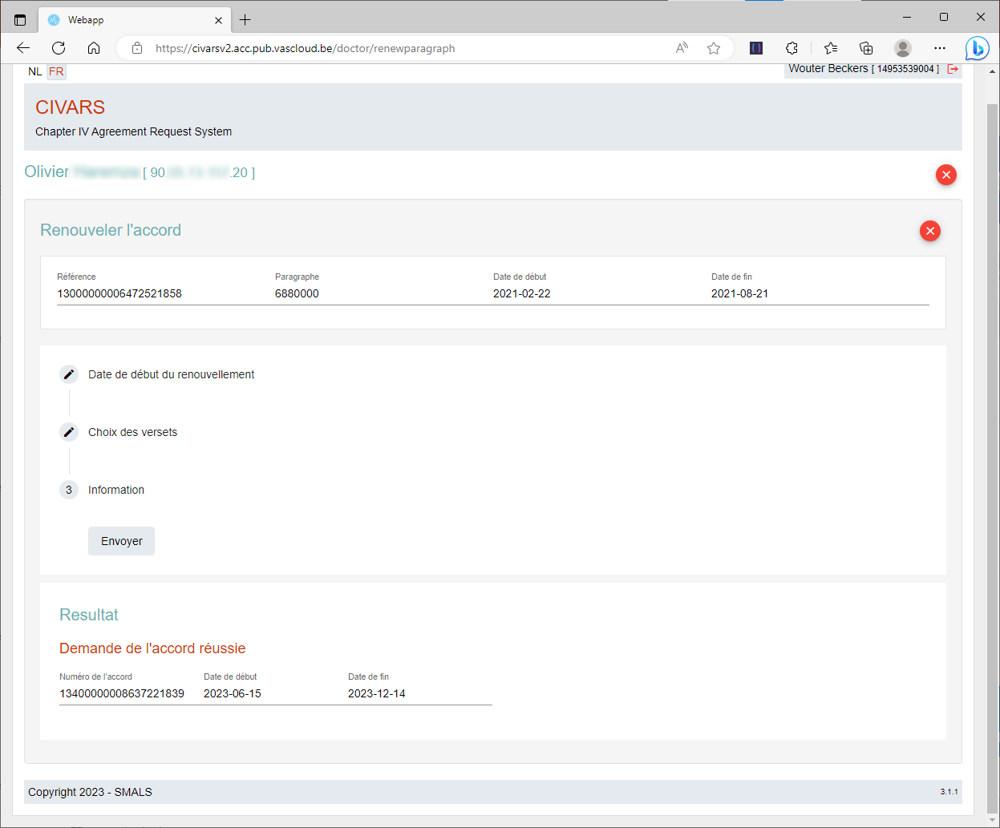 Webapp
https://civarsv2.acc.pub.vascloud.be/doctor/renewparagraph
NL FR
Wouter Beckers [ 14953539004 ]
CIVARS
Chapter IV Agreement Request System
Olivier [ 90. .20 ]
Renouveler l'accord
Référence Paragraphe Date de début Date de fin
13000000006472521858 6880000 2021-02-22 2021-08-21
Date de début du renouvellement
Choix des versets
3 Information
Envoyer
Resultat
Demande de l'accord réussie
Numéro de l'accord Date de début Date de fin
13400000008637221839 2023-06-15 2023-12-14
Copyright 2023 - SMALS 3.1.1